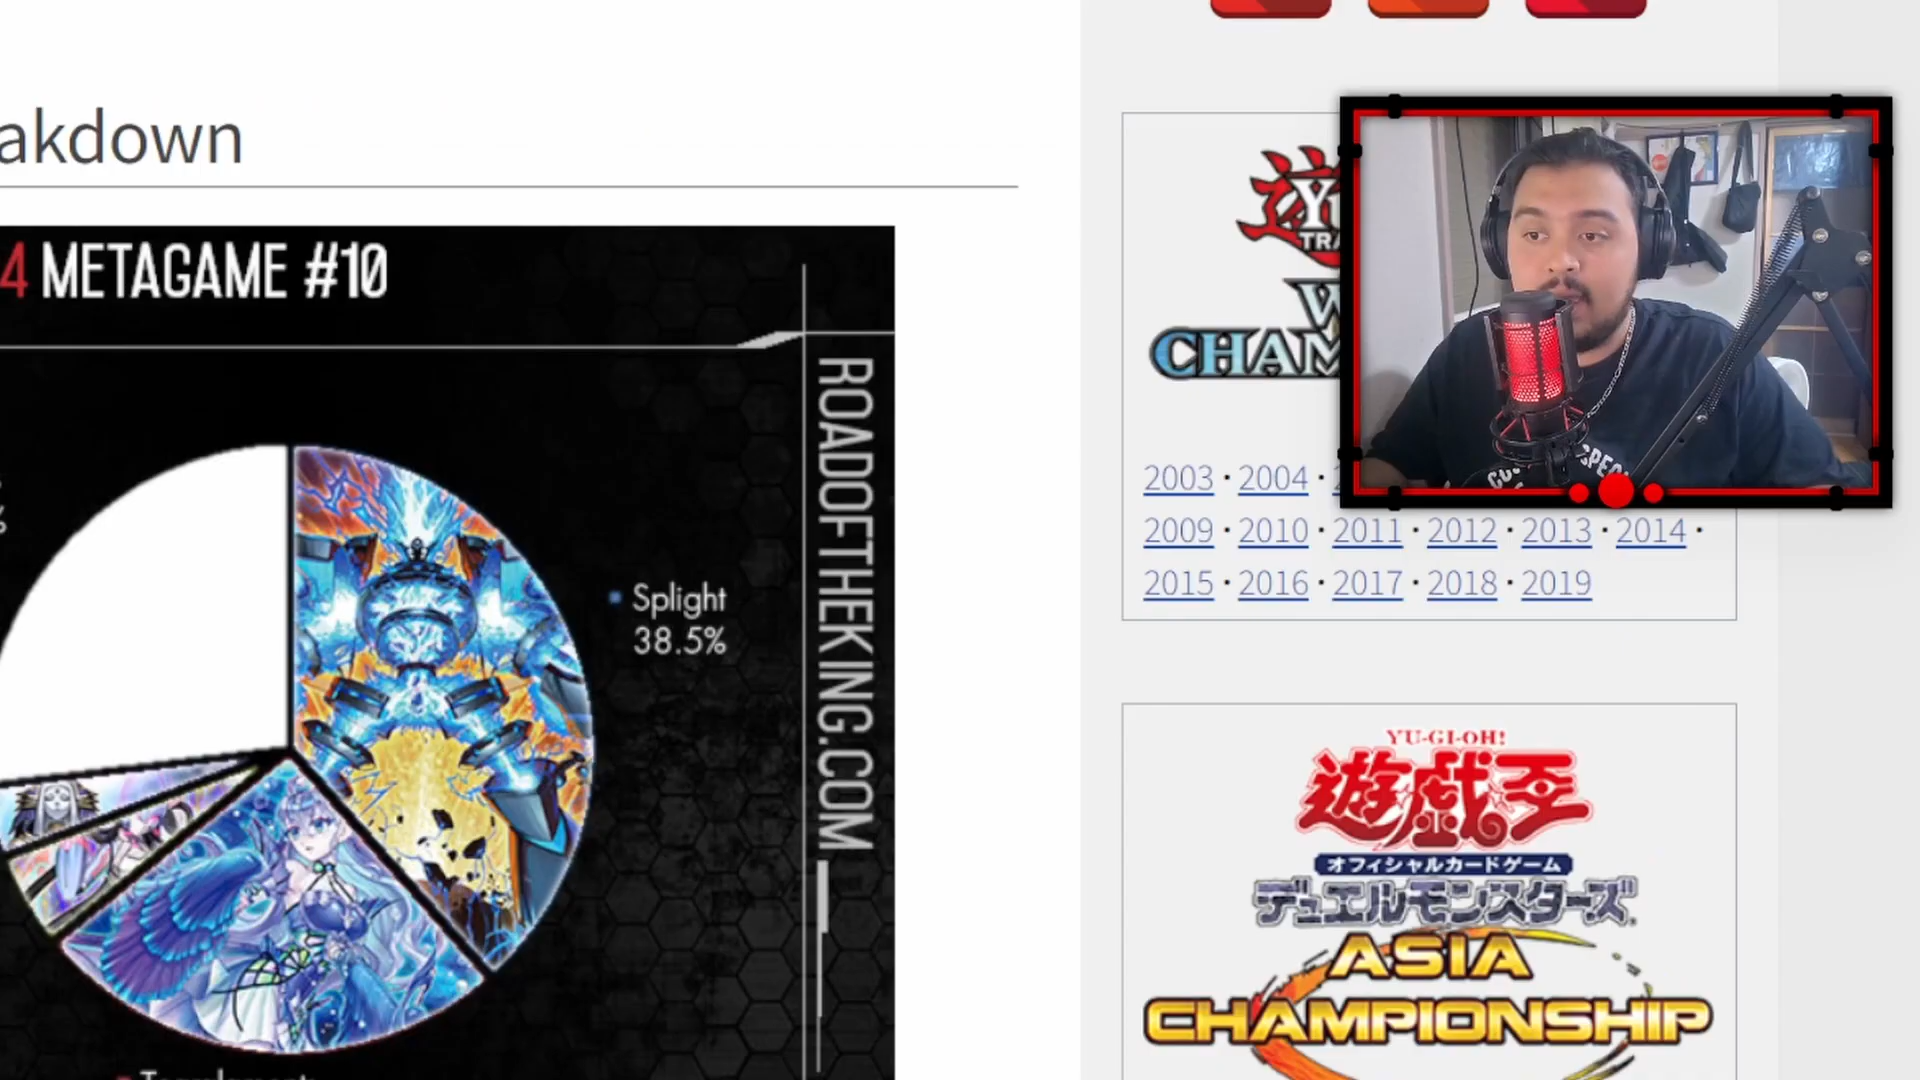 akdown
4 METAGAME #10
ROADOFTHEKING.COM
Splight
38.5%
2003 · 2004 ·
2009 · 2010 · 2011 · 2012 · 2013 · 2014 ·
2015 · 2016 · 2017 · 2018 · 2019
YU-GI-OH!
遊戯王
オフィシャルカードゲーム
デュエルモンスターズ
ASIA
CHAMPIONSHIP